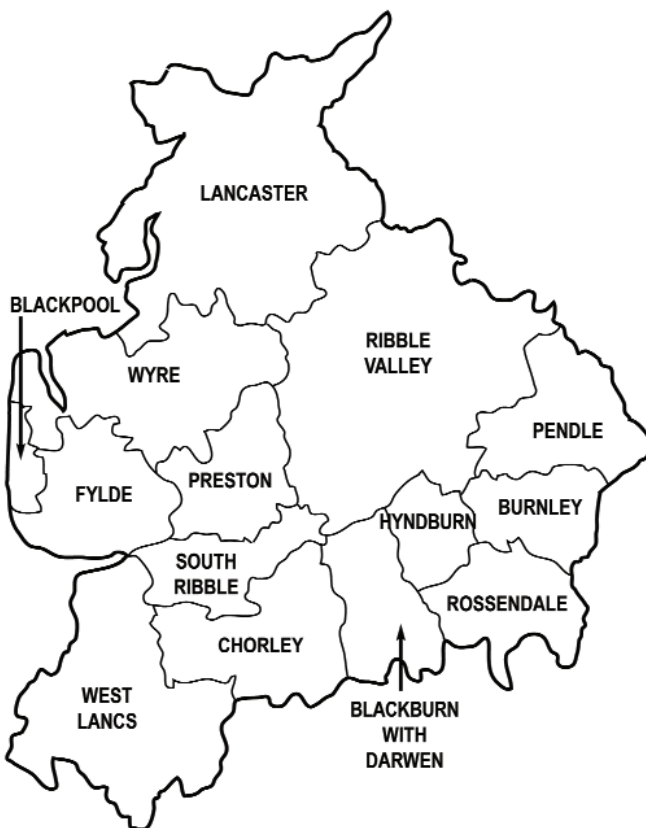 LANCASTER
BLACKPOOL
RIBBLE
VALLEY
WYRE
PENDLE
PRESTON
FYLDE
BURNLEY
HYNDBURN
SOUTH
RIBBLE
ROSSENDALE
CHORLEY
WEST
LANCS
BLACKBURN
WITH
DARWEN